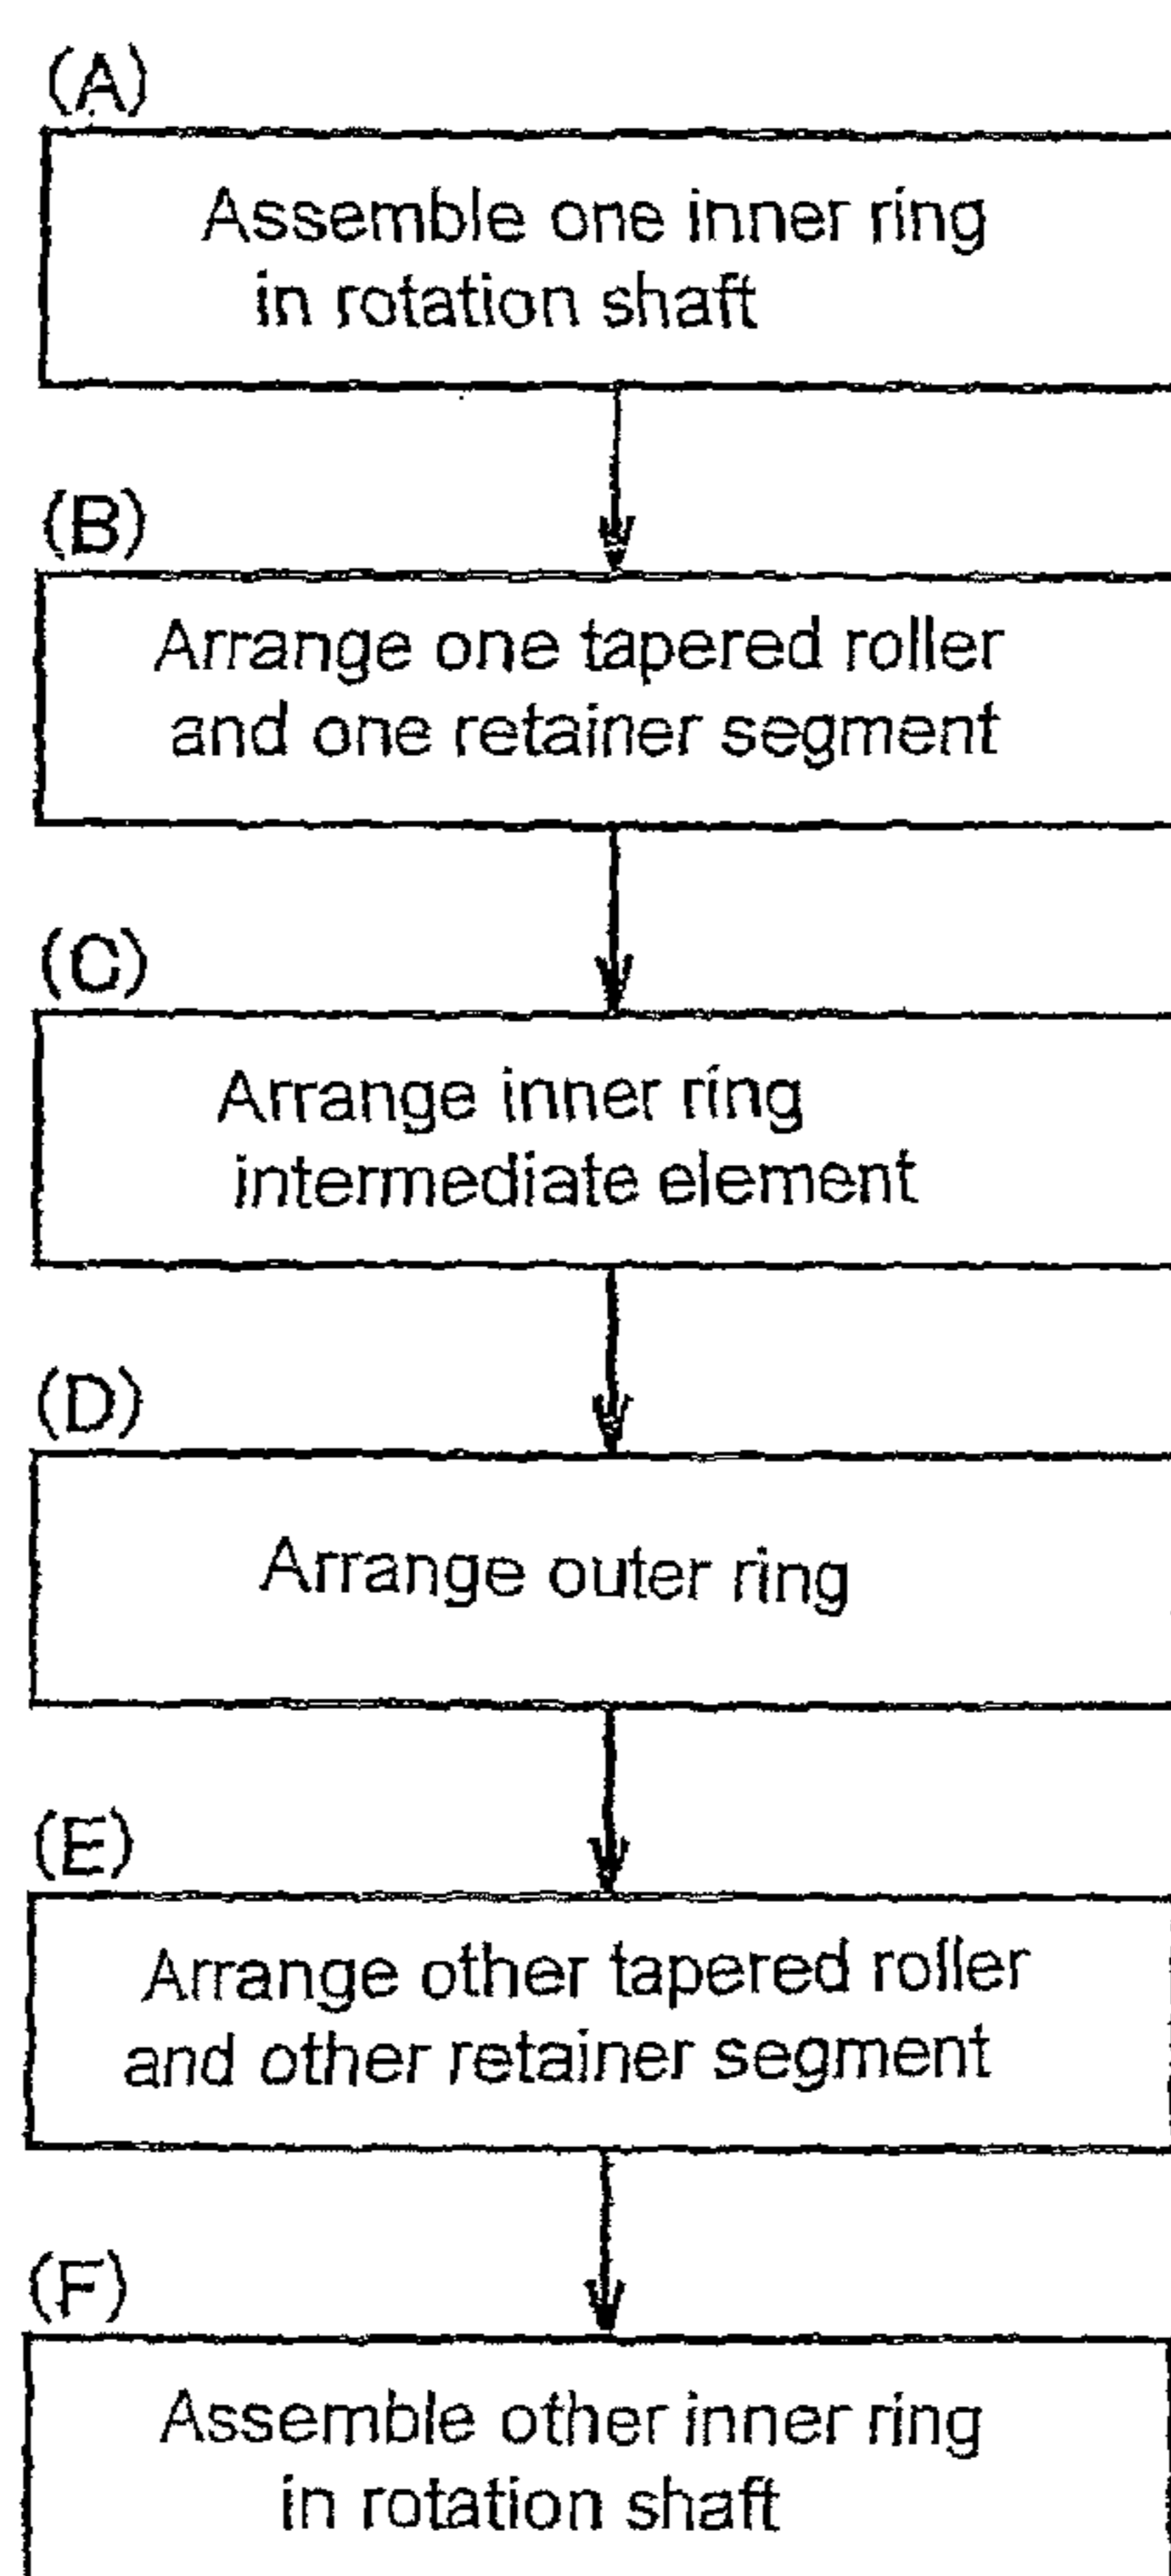 (A)
Assemble one inner ring
in rotation shaft
(B)
Arrange one tapered roller
and one retainer segment
(C)
Arrange inner ring
intermediate element
(D)
Arrange outer ring
(E)
Arrange other tapered roller
and other retainer segment
(F)
Assemble other inner ring
in rotation shaft